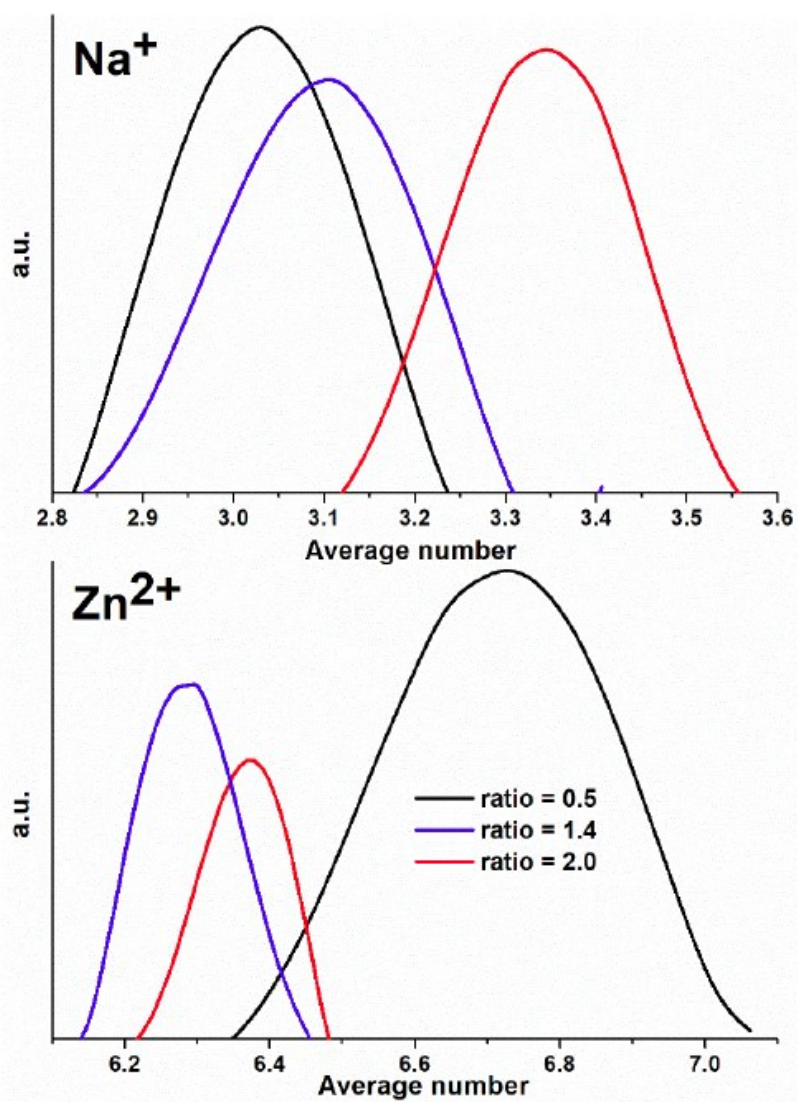 Na+
a.u.
2.8 2.9 3.0 3.1 3.2 3.3 3.4 3.5 3.6
Average number
Zn2+
a.u.
ratio = 0.5
ratio = 1.4
ratio = 2.0
6.2 6.4 6.6 6.8 7.0
Average number